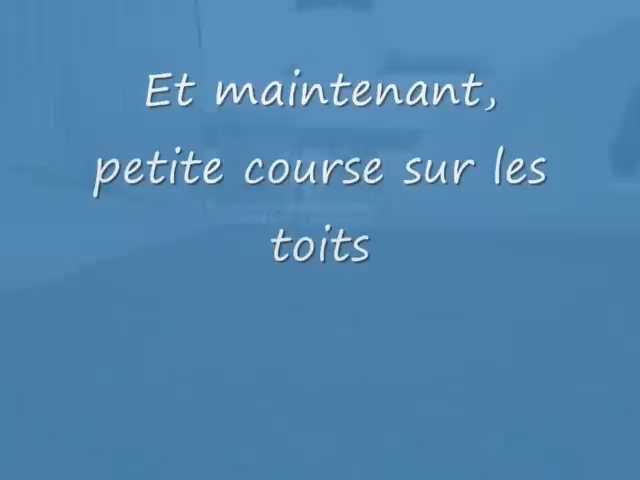 Et maintenant,
petite course sur les
toits